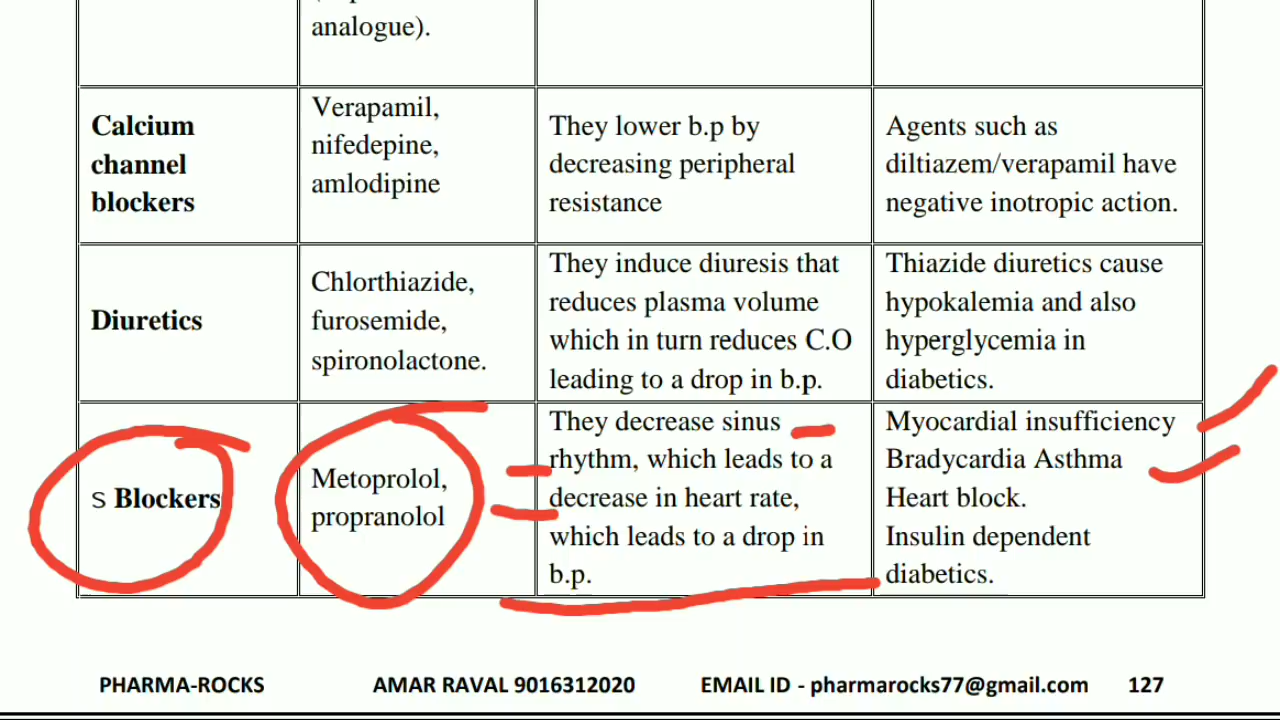 analogue).
Calcium
channel
blockers
Verapamil,
nifedepine,
amlodipine
They lower b.p by
decreasing peripheral
resistance
Agents such as
diltiazem/verapamil have
negative inotropic action.
Diuretics
Chlorthiazide,
furosemide,
spironolactone.
They induce diuresis that
reduces plasma volume
which in turn reduces C.O
leading to a drop in b.p.
Thiazide diuretics cause
hypokalemia and also
hyperglycemia in
diabetics.
s Blockers
Metoprolol,
propranolol
They decrease sinus
rhythm, which leads to a
decrease in heart rate,
which leads to a drop in
b.p.
Myocardial insufficiency
Bradycardia Asthma
Heart block.
Insulin dependent
diabetics.
PHARMA-ROCKS AMAR RAVAL 9016312020 EMAIL ID - pharmarocks77@gmail.com 127